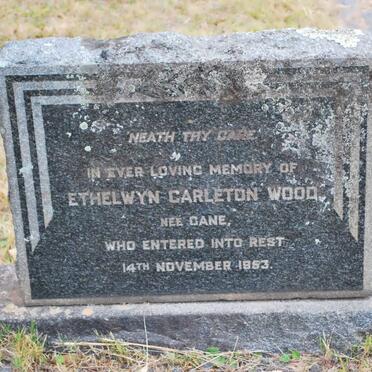 'NEATH THY CARE'
IN EVER LOVING MEMORY OF
ETHELWYN CARLETON WOOD,
NEE CANE,
WHO ENTERED INTO REST
14TH NOVEMBER 1953.